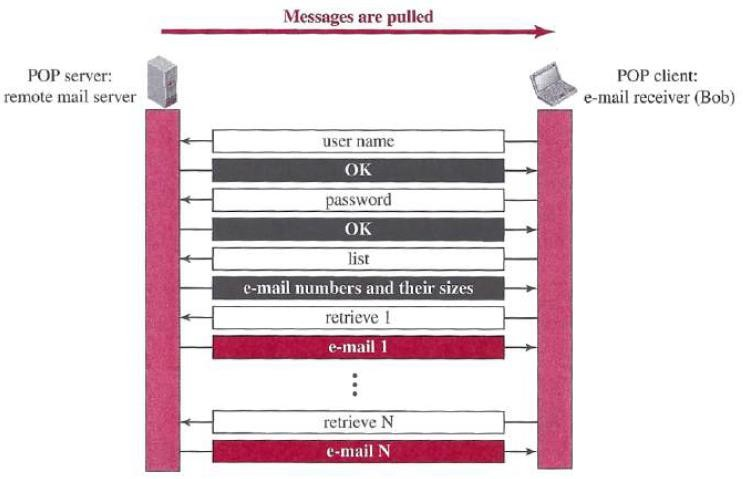 Messages are pulled
POP server:
remote mail server
POP client:
e-mail receiver (Bob)
user name
OK
password
OK
list
e-mail numbers and their sizes
retrieve 1
e-mail 1
retrieve N
e-mail N